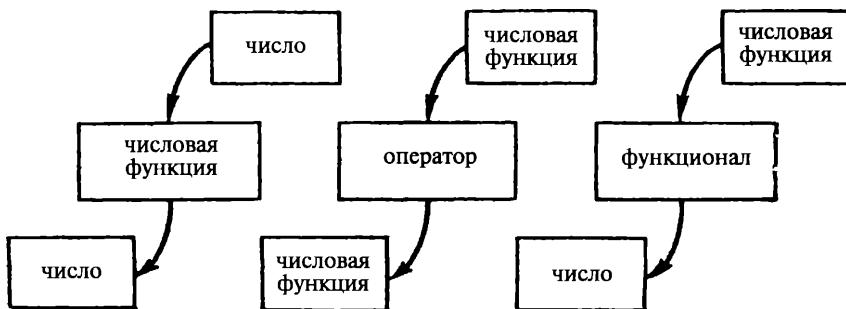 число
числовая
функция
числовая
функция
числовая
функция
оператор
функционал
число
числовая
функция
число